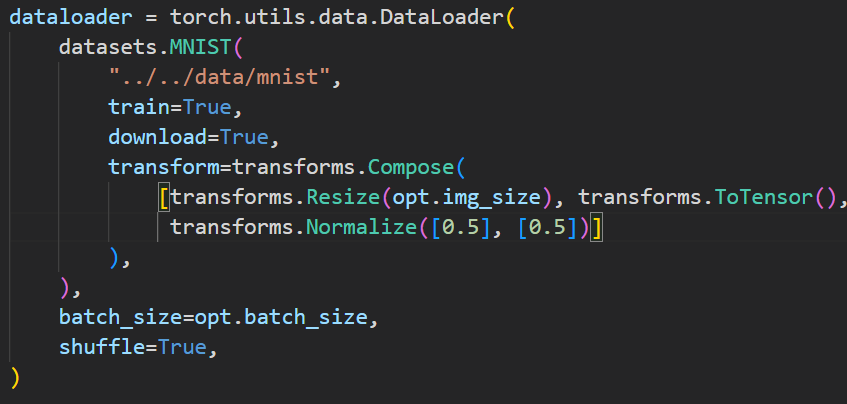 dataloader = torch.utils.data.DataLoader(
    datasets.MNIST(
        "../../data/mnist",
        train=True,
        download=True,
        transform=transforms.Compose(
            [transforms.Resize(opt.img_size), transforms.ToTensor(),
             transforms.Normalize([0.5], [0.5])]
        ),
    ),
    batch_size=opt.batch_size,
    shuffle=True,
)